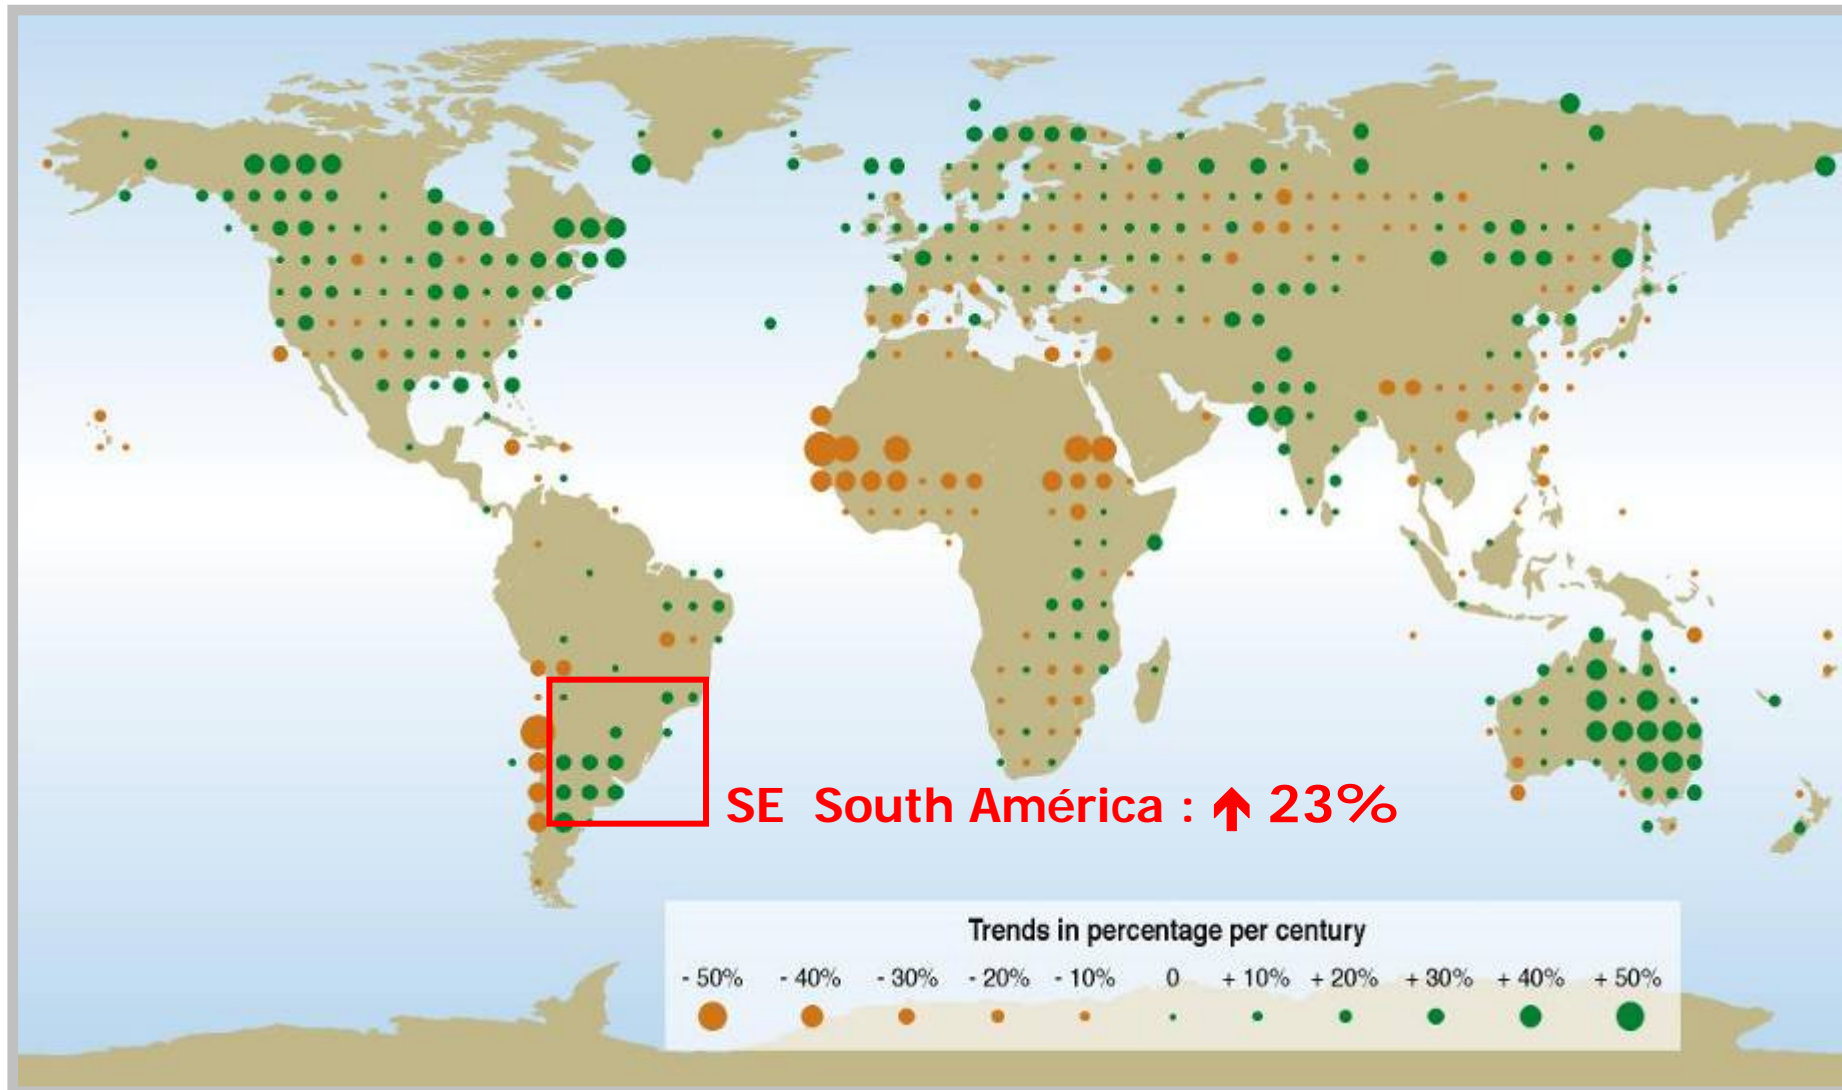 SE South América : ↑ 23%
Trends in percentage per century
- 50% - 40% - 30% - 20% - 10% 0 + 10% + 20% + 30% + 40% + 50%